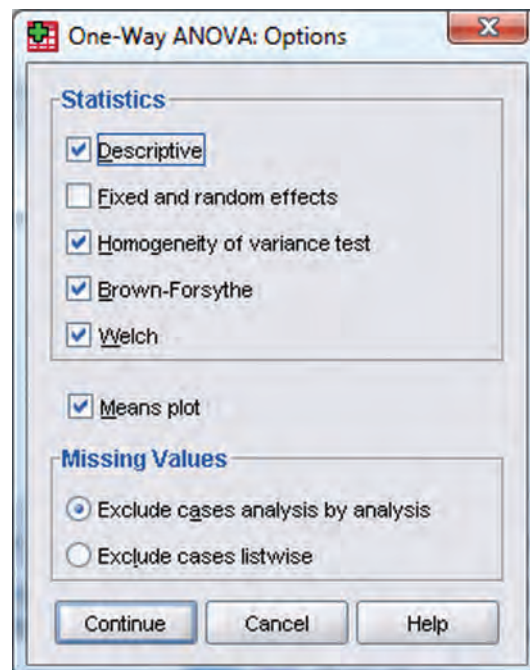 One-Way ANOVA: Options
Statistics
Descriptive
Fixed and random effects
Homogeneity of variance test
Brown-Forsythe
Welch
Means plot
Missing Values
Exclude cases analysis by analysis
Exclude cases listwise
Continue Cancel Help